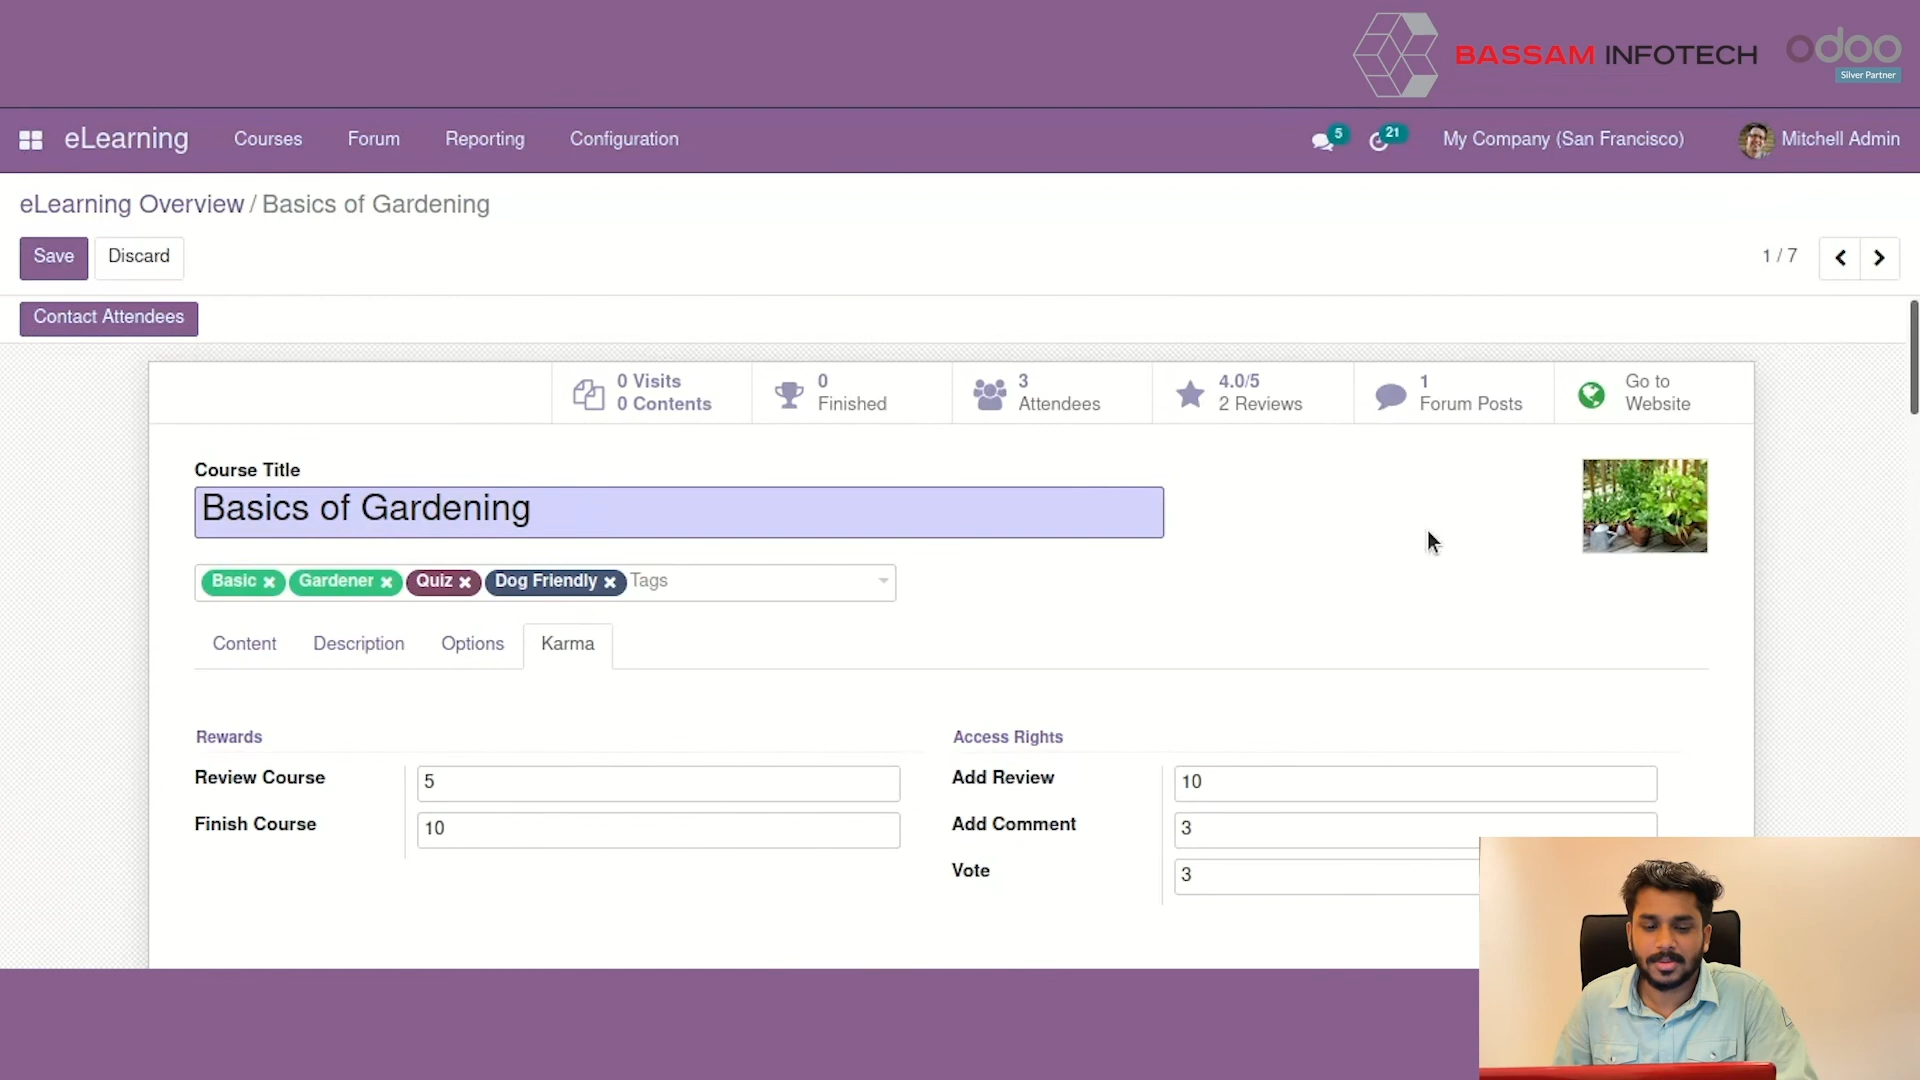 BASSAM INFOTECH
odoo
Silver Partner
eLearning Courses Forum Reporting Configuration 5 21 My Company (San Francisco) Mitchell Admin
eLearning Overview / Basics of Gardening
Save Discard 1 / 7
Contact Attendees
0 Visits
0 Contents
0
Finished
3
Attendees
4.0/5
2 Reviews
1
Forum Posts
Go to
Website
Course Title
Basics of Gardening
Basic Gardener Quiz Dog Friendly Tags
Content Description Options Karma
Rewards
Review Course 5
Finish Course 10
Access Rights
Add Review 10
Add Comment 3
Vote 3